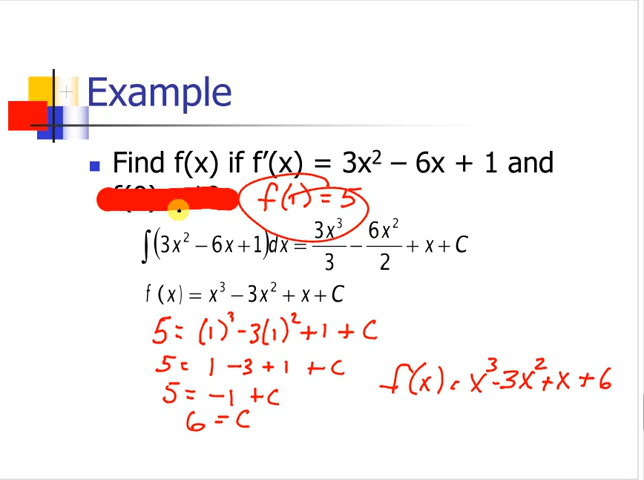 Example
Find f(x) if f′(x) = 3x² – 6x + 1 and
f(1) = 5
∫(3x² – 6x + 1)dx = 3x³/3 – 6x²/2 + x + C
f(x) = x³ – 3x² + x + C
5 = (1)³ - 3(1)² + 1 + C
5 = 1 - 3 + 1 + C
5 = -1 + C
6 = C
f(x) = x³ - 3x² + x + 6